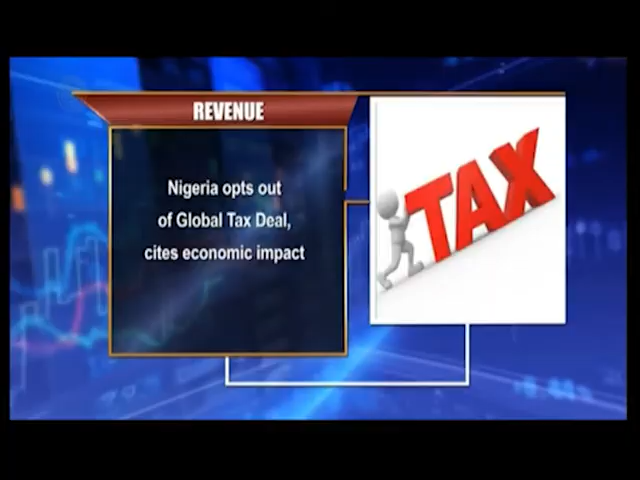 REVENUE
Nigeria opts out
of Global Tax Deal,
cites economic impact
TAX